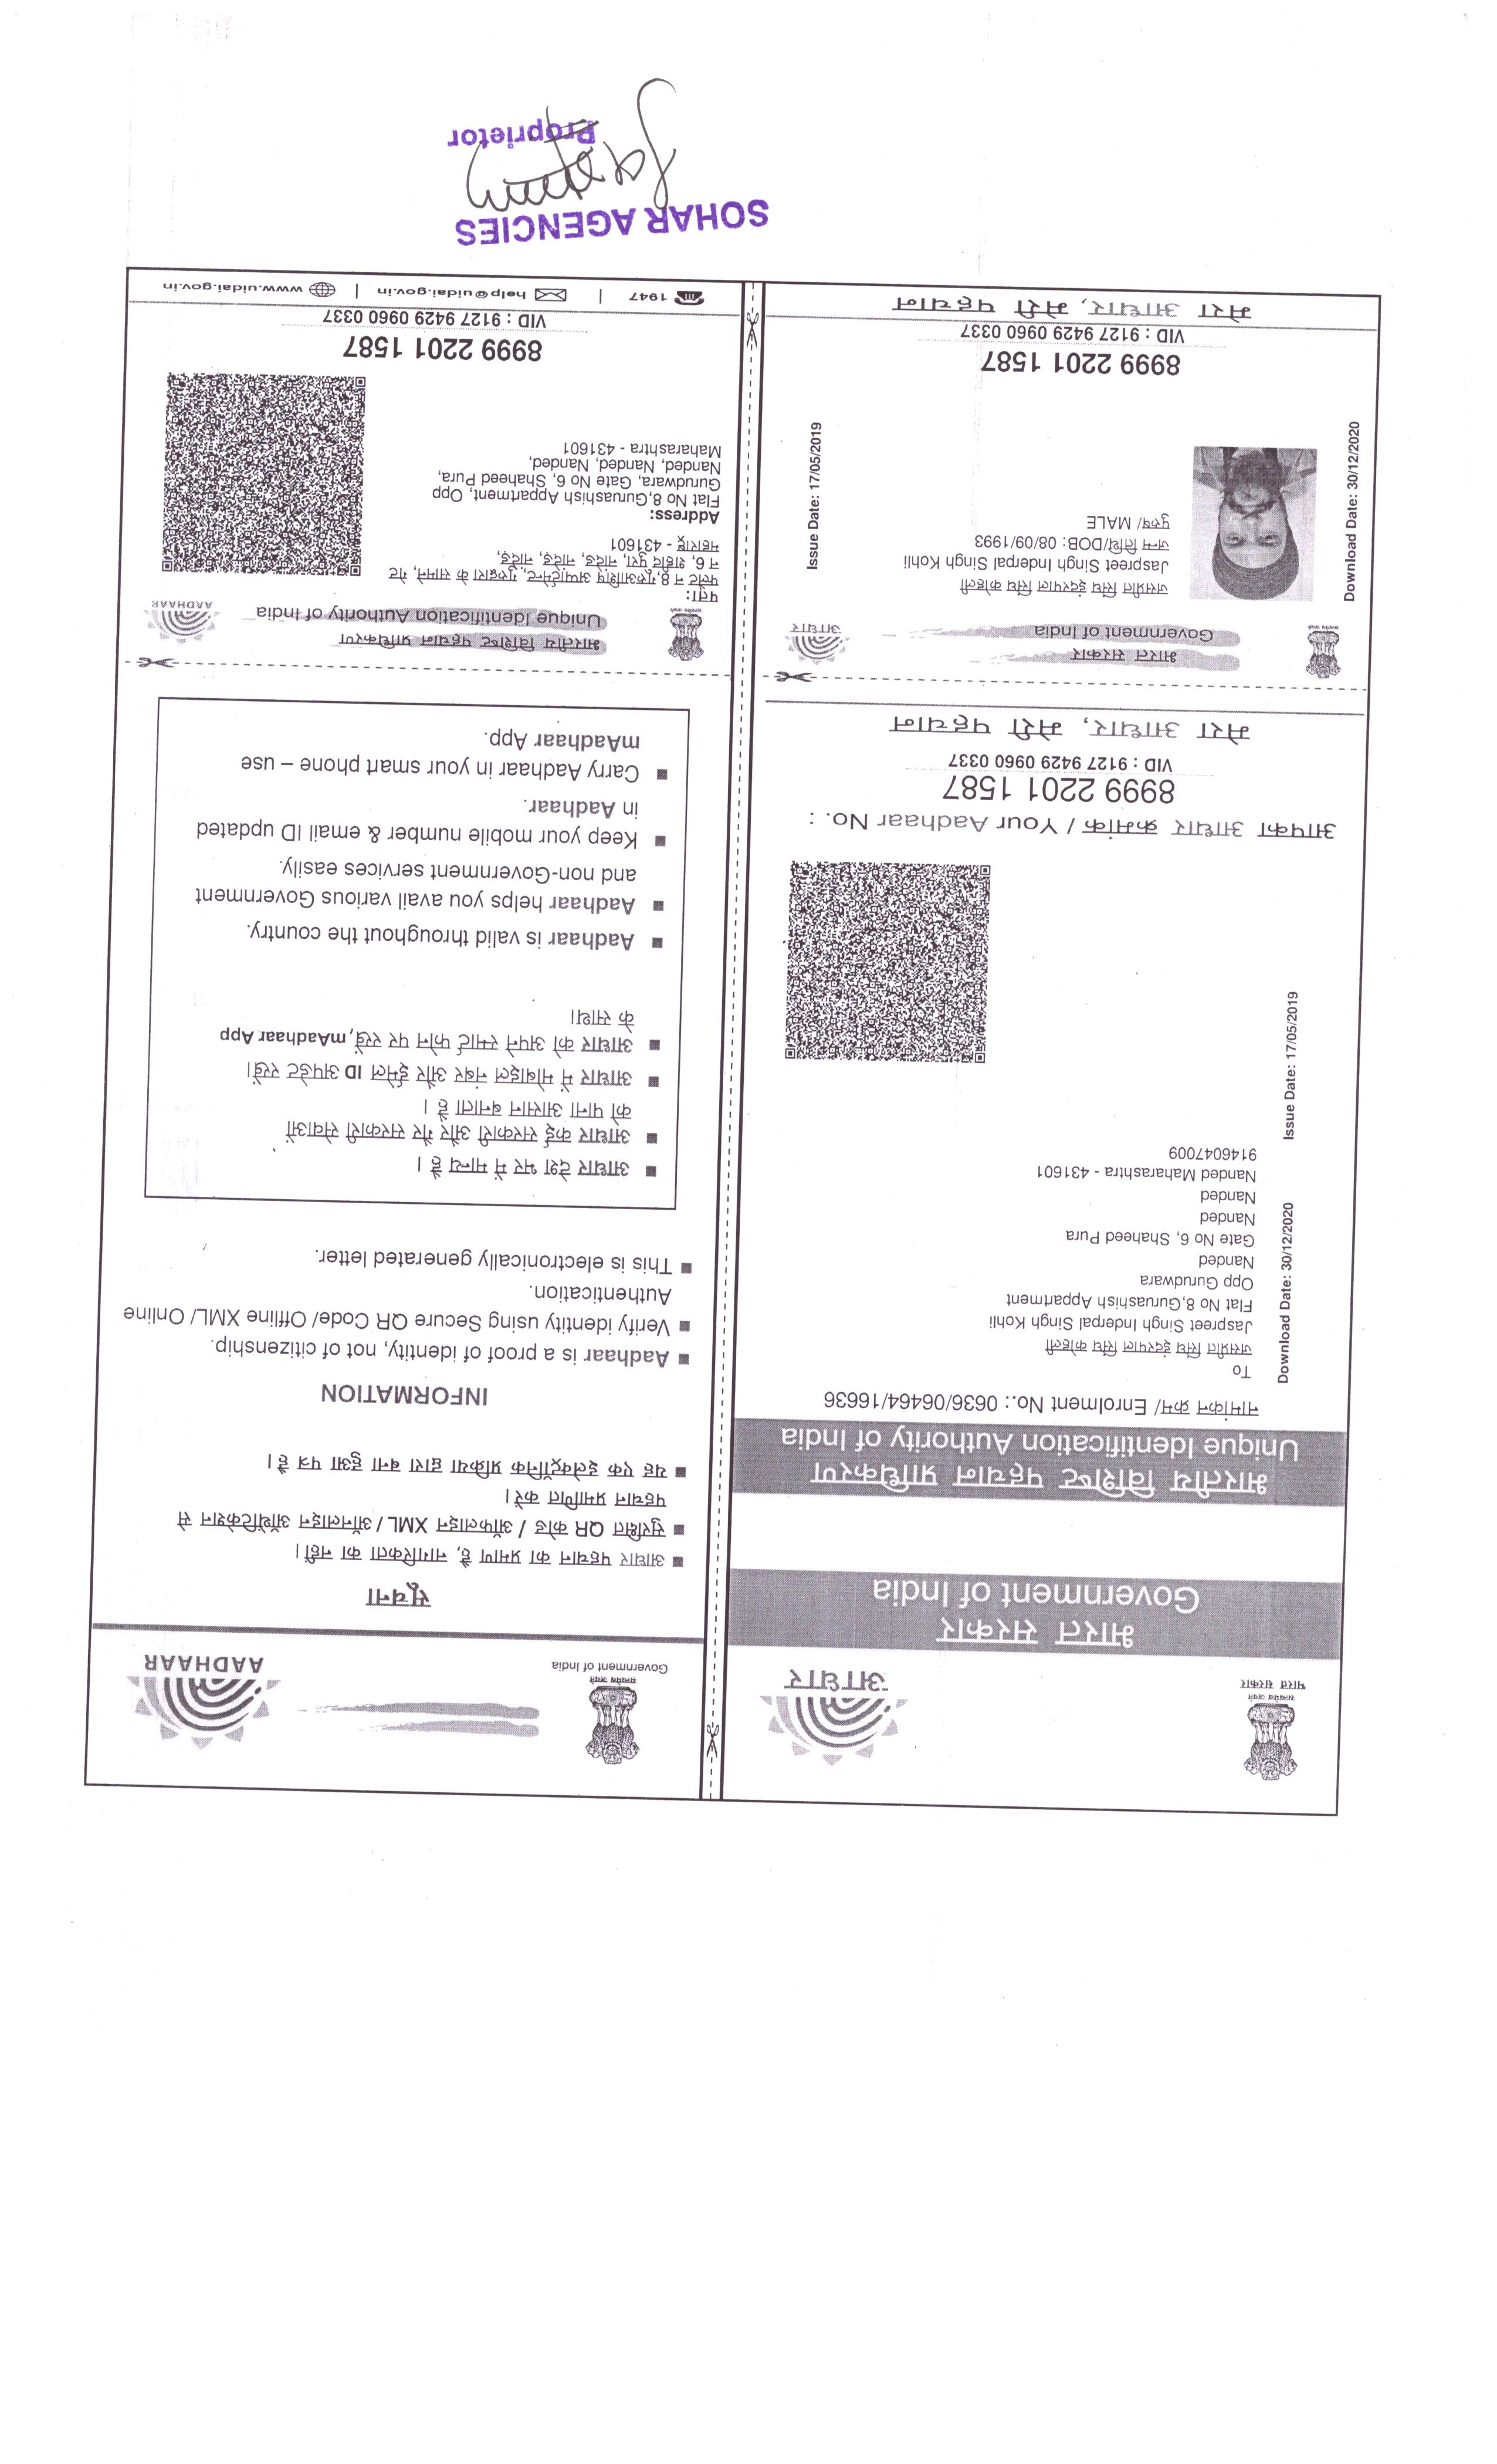 सत्यमेव जयते
भारत सरकार
आधार
भारत सरकार
Government of India
भारतीय विशिष्ट पहचान प्राधिकरण
Unique Identification Authority of India
नामांकन क्रम/ Enrolment No.: 0636/06464/16636
Download Date: 30/12/2020
Issue Date: 17/05/2019
To
जसप्रीत सिंघ इंदरपाल सिंघ कोहली
Jaspreet Singh Inderpal Singh Kohli
Flat No 8,Guruashish Appartment
Opp Gurudwara
Nanded
Gate No 6, Shaheed Pura
Nanded
Nanded
Nanded Maharashtra - 431601
9146047009
आपका आधार क्रमांक / Your Aadhaar No. :
8999 2201 1587
VID : 9127 9429 0960 0337
मेरा आधार, मेरी पहचान
सत्यमेव जयते
Government of India
AADHAAR
सूचना
■ आधार पहचान का प्रमाण है, नागरिकता का नहीं।
■ सुरक्षित QR कोड / ऑफलाइन XML / ऑनलाइन ऑथेंटिकेशन से
पहचान प्रमाणित करें।
■ यह एक इलेक्ट्रॉनिक प्रक्रिया द्वारा बना हुआ पत्र है।
INFORMATION
■ Aadhaar is a proof of identity, not of citizenship.
■ Verify identity using Secure QR Code/ Offline XML/ Online
Authentication.
■ This is electronically generated letter.
■ आधार देश भर में मान्य है ।
■ आधार कई सरकारी और गैर सरकारी सेवाओं
को पाना आसान बनाता है ।
■ आधार में मोबाइल नंबर और ईमेल ID अपडेट रखें।
■ आधार को अपने स्मार्ट फोन पर रखें, mAadhaar App
के साथ।
■ Aadhaar is valid throughout the country.
■ Aadhaar helps you avail various Government
and non-Government services easily.
■ Keep your mobile number & email ID updated
in Aadhaar.
■ Carry Aadhaar in your smart phone – use
mAadhaar App.
सत्यमेव जयते
भारत सरकार
Government of India
आधार
Download Date: 30/12/2020
जसप्रीत सिंघ इंदरपाल सिंघ कोहली
Jaspreet Singh Inderpal Singh Kohli
जन्म तिथि/DOB: 08/09/1993
पुरुष/ MALE
Issue Date: 17/05/2019
8999 2201 1587
VID : 9127 9429 0960 0337
मेरा आधार, मेरी पहचान
सत्यमेव जयते
भारतीय विशिष्ट पहचान प्राधिकरण
Unique Identification Authority of India
AADHAAR
पता:
फ्लैट न 8,गूरुआशिष अप्पार्टमेन्ट, गुरुद्वारा के सामने, गेट
न 6, शहीद पुरा, नांदेड, नांदेड़, नांदेड़,
महाराष्ट्र - 431601
Address:
Flat No 8,Guruashish Appartment, Opp
Gurudwara, Gate No 6, Shaheed Pura,
Nanded, Nanded, Nanded,
Maharashtra - 431601
8999 2201 1587
VID : 9127 9429 0960 0337
1947 | help@uidai.gov.in | www.uidai.gov.in
SOHAR AGENCIES
Proprietor